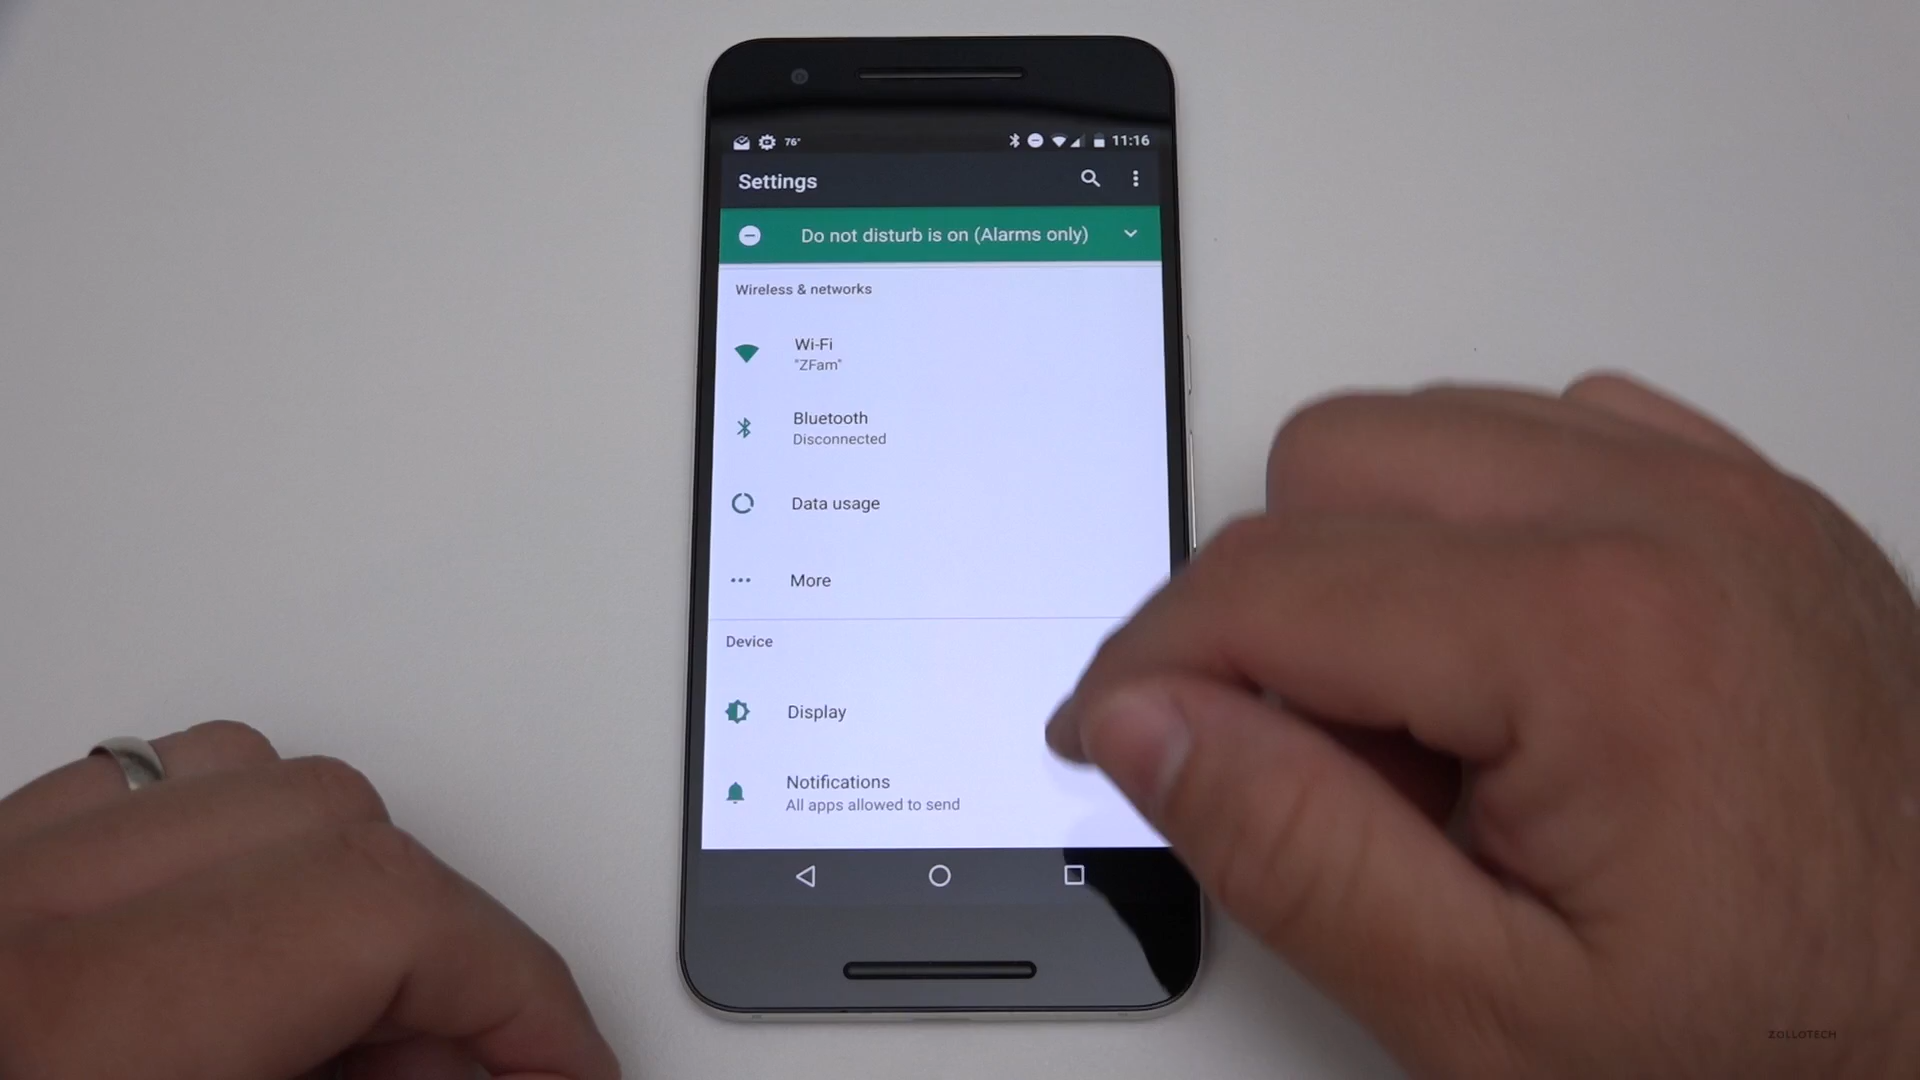 76°
11:16
Settings
Do not disturb is on (Alarms only)
Wireless & networks
Wi-Fi
"ZFam"
Bluetooth
Disconnected
Data usage
More
Device
Display
Notifications
All apps allowed to send
ZOLLOTECH